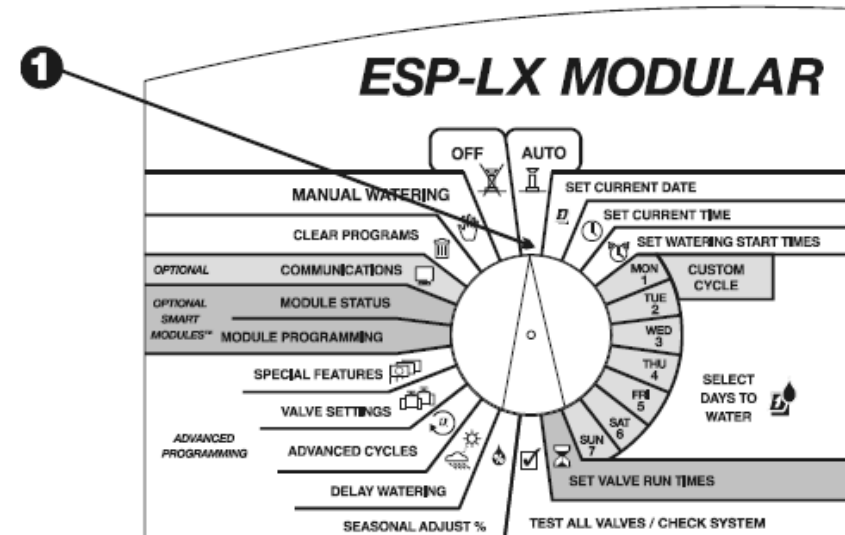 1
ESP-LX MODULAR
OFF
AUTO
MANUAL WATERING
SET CURRENT DATE
CLEAR PROGRAMS
SET CURRENT TIME
SET WATERING START TIMES
OPTIONAL
COMMUNICATIONS
MON
1
CUSTOM
CYCLE
OPTIONAL
SMART
MODULES™
MODULE STATUS
TUE
2
MODULE PROGRAMMING
WED
3
SPECIAL FEATURES
THU
4
SELECT
DAYS TO
WATER
VALVE SETTINGS
FRI
5
ADVANCED
PROGRAMMING
ADVANCED CYCLES
SAT
6
SUN
7
DELAY WATERING
SET VALVE RUN TIMES
SEASONAL ADJUST %
TEST ALL VALVES / CHECK SYSTEM